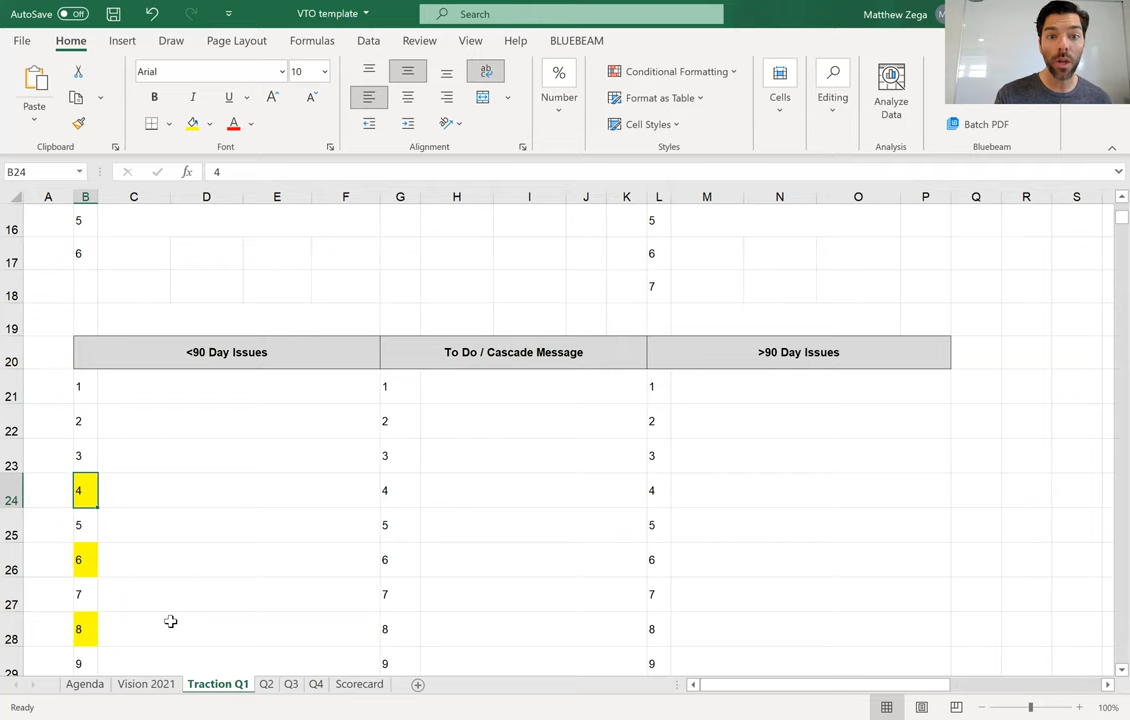 AutoSave Off VTO template Search Matthew Zega M
File Home Insert Draw Page Layout Formulas Data Review View Help BLUEBEAM
Paste Arial 10 B I U A A A ab % Number Conditional Formatting Format as Table Cell Styles Cells Editing Analyze Data Batch PDF
Clipboard Font Alignment Styles Analysis Bluebeam
B24 fx 4
A B C D E F G H I J K L M N O P Q R S
16 5 5
17 6 6
18 7
19
20 <90 Day Issues To Do / Cascade Message >90 Day Issues
21 1 1 1
22 2 2 2
23 3 3 3
24 4 4 4
25 5 5 5
26 6 6 6
27 7 7 7
28 8 8 8
29 9 9 9
Agenda Vision 2021 Traction Q1 Q2 Q3 Q4 Scorecard
Ready 100%